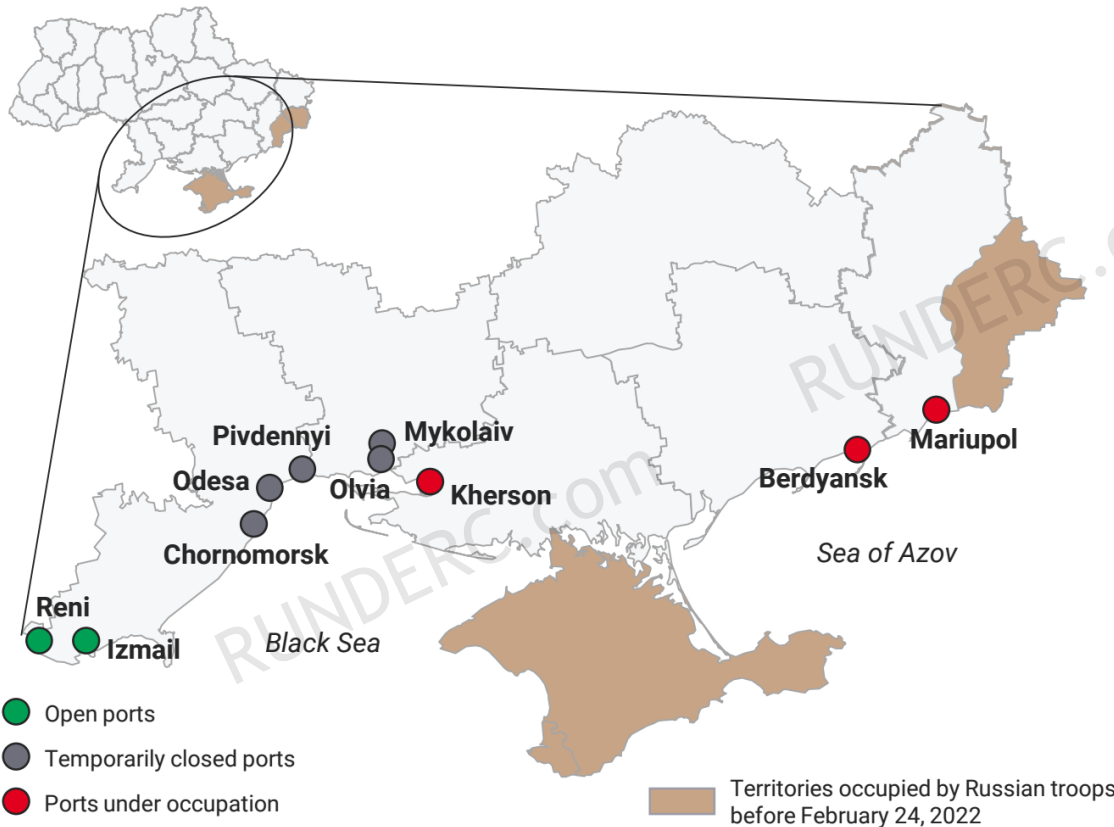 RUNDERC.c
Pivdennyi
Mykolaiv
Odesa
Olvia
Kherson
Mariupol
Berdyansk
Chornomorsk
Sea of Azov
Reni
Izmail
Black Sea
RUNDERC.com
Open ports
Temporarily closed ports
Ports under occupation
Territories occupied by Russian troops
before February 24, 2022